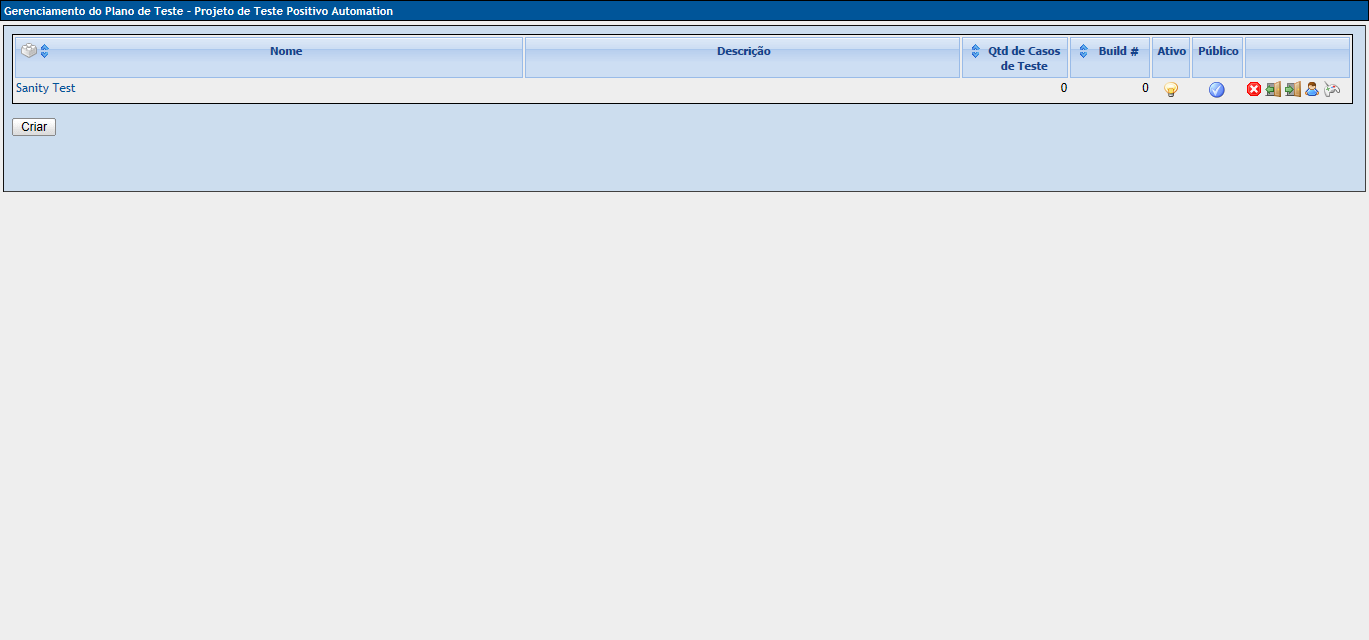 Gerenciamento do Plano de Teste - Projeto de Teste Positivo Automation
Nome
Descrição
Qtd de Casos
de Teste
Build #
Ativo
Público
Sanity Test
0
0
Criar